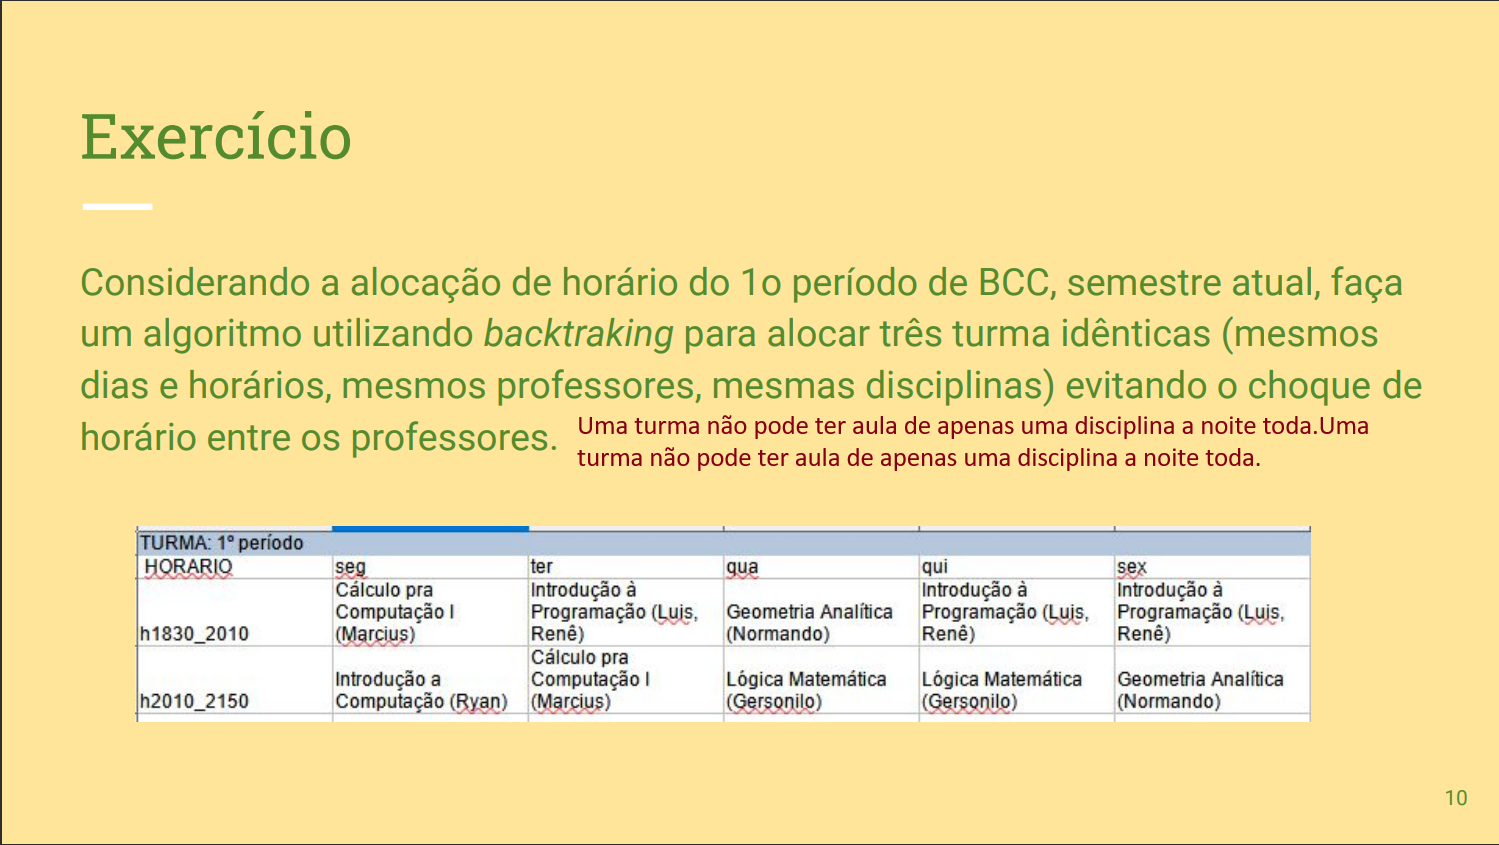 Exercício
Considerando a alocação de horário do 1o período de BCC, semestre atual, faça
um algoritmo utilizando backtraking para alocar três turma idênticas (mesmos
dias e horários, mesmos professores, mesmas disciplinas) evitando o choque de
horário entre os professores.
Uma turma não pode ter aula de apenas uma disciplina a noite toda.Uma
turma não pode ter aula de apenas uma disciplina a noite toda.
TURMA: 1º período
HORARIO seg ter qua qui sex
h1830_2010
Cálculo pra
Computação I
(Marcius)
Introdução à
Programação (Luis,
Renê)
Geometria Analítica
(Normando)
Introdução à
Programação (Luis,
Renê)
Introdução à
Programação (Luis,
Renê)
h2010_2150
Introdução a
Computação (Ryan)
Cálculo pra
Computação I
(Marcius)
Lógica Matemática
(Gersonilo)
Lógica Matemática
(Gersonilo)
Geometria Analítica
(Normando)
10